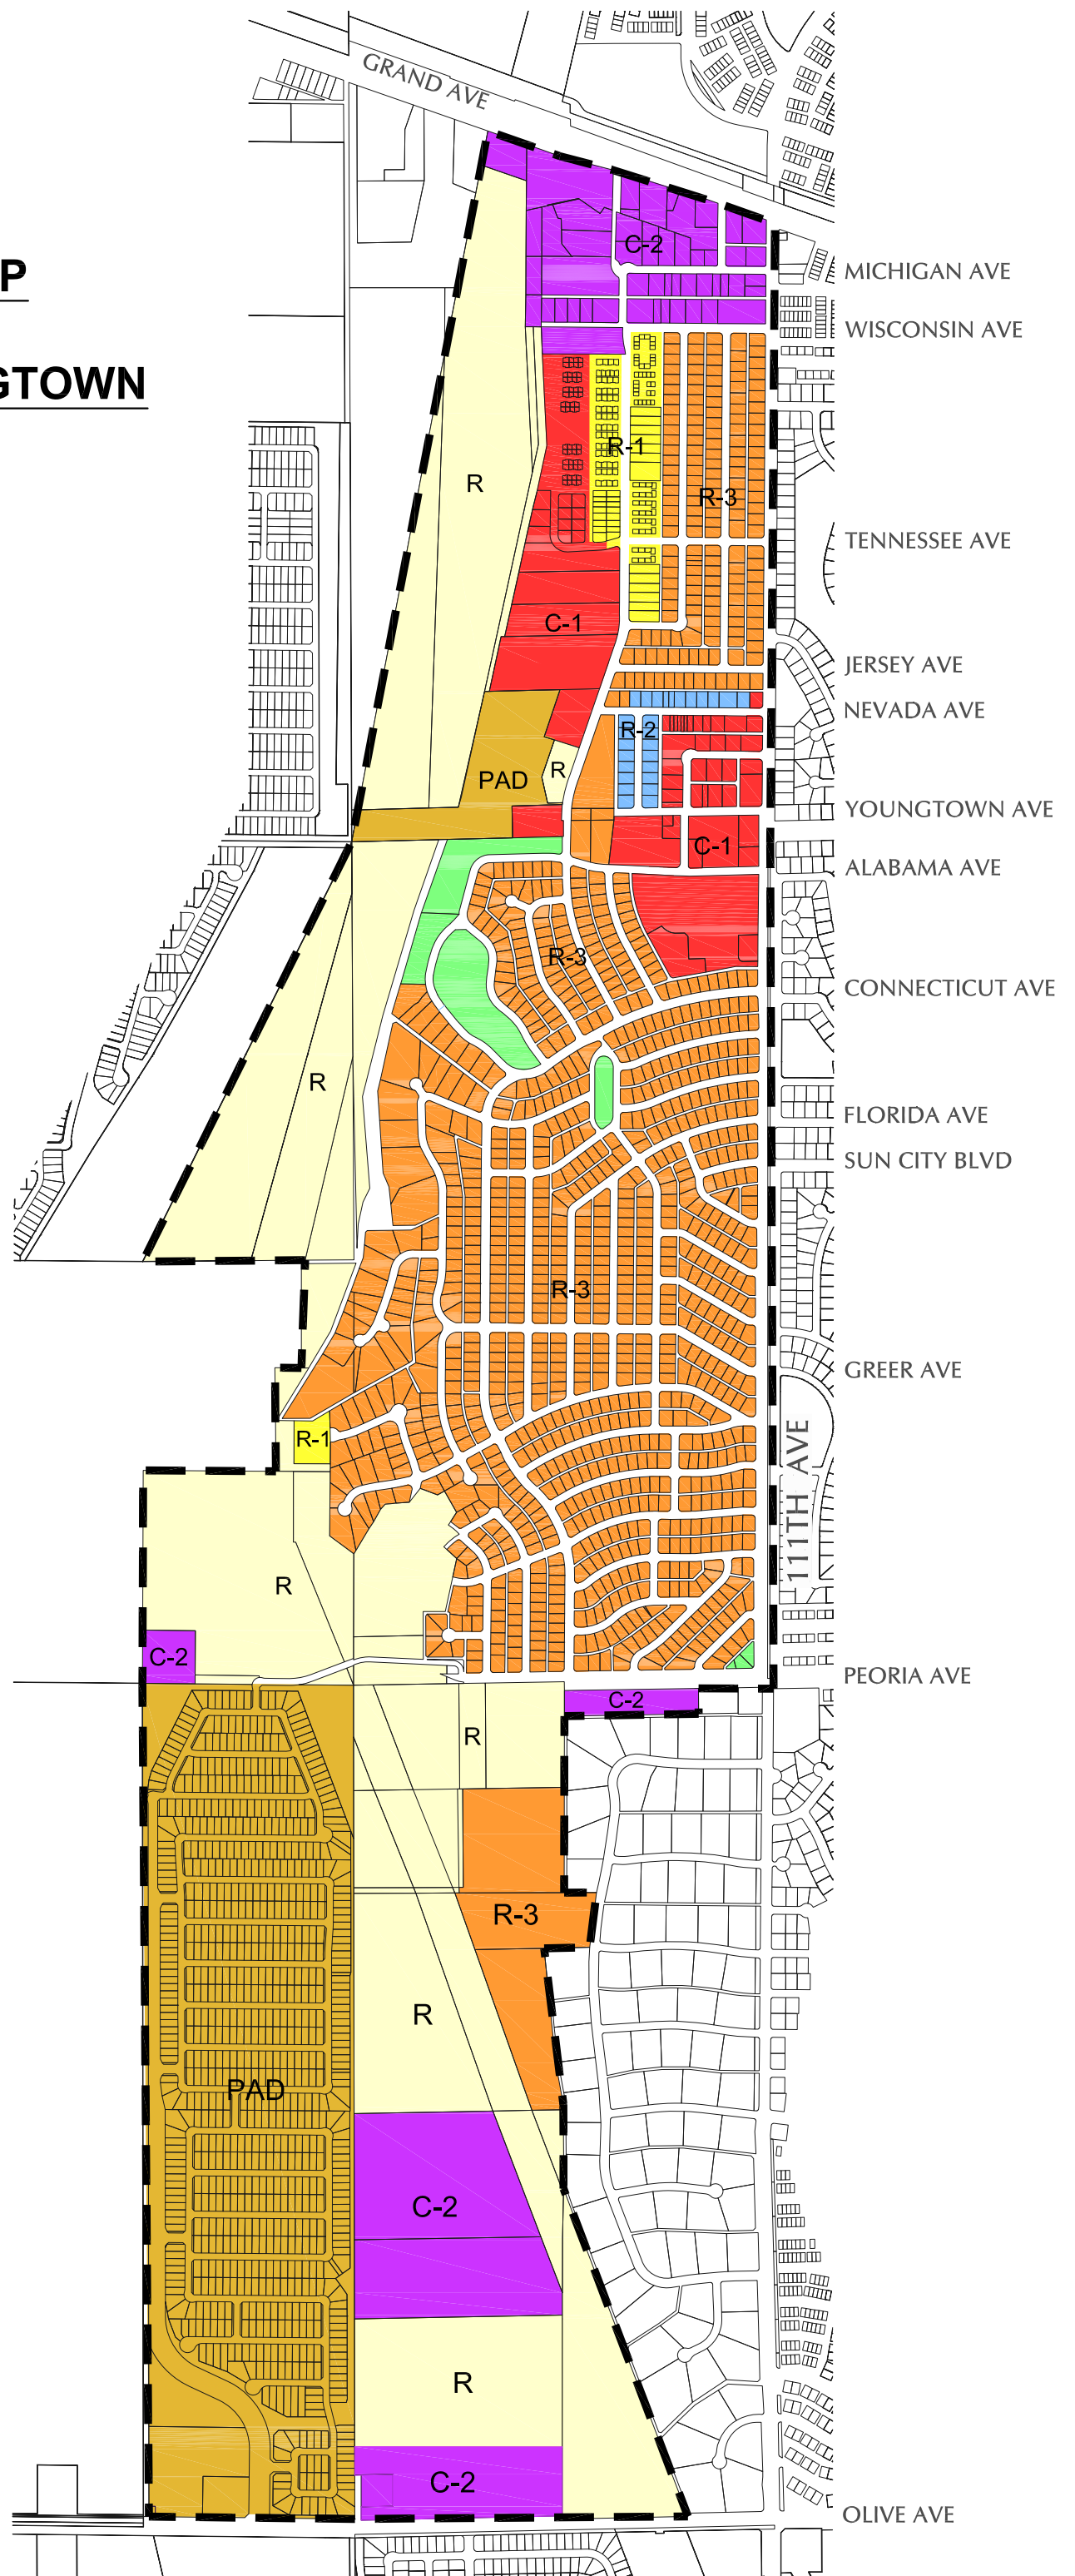 GRAND AVE
C-2
P
MICHIGAN AVE
WISCONSIN AVE
GTOWN
R-1
R
R-3
TENNESSEE AVE
C-1
JERSEY AVE
NEVADA AVE
R-2
R
PAD
YOUNGTOWN AVE
C-1
ALABAMA AVE
R-3
CONNECTICUT AVE
R
FLORIDA AVE
SUN CITY BLVD
R-3
GREER AVE
R-1
111TH AVE
R
C-2
PEORIA AVE
C-2
R
R-3
R
PAD
C-2
R
C-2
OLIVE AVE